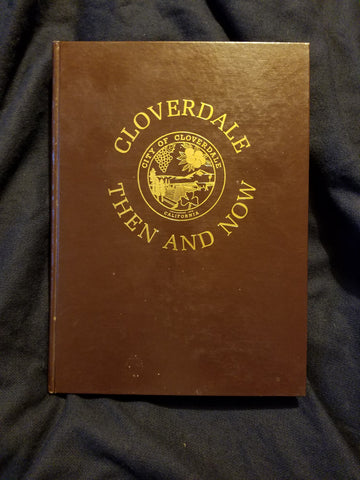 CLOVERDALE
CITY OF CLOVERDALE
CALIFORNIA
THEN AND NOW